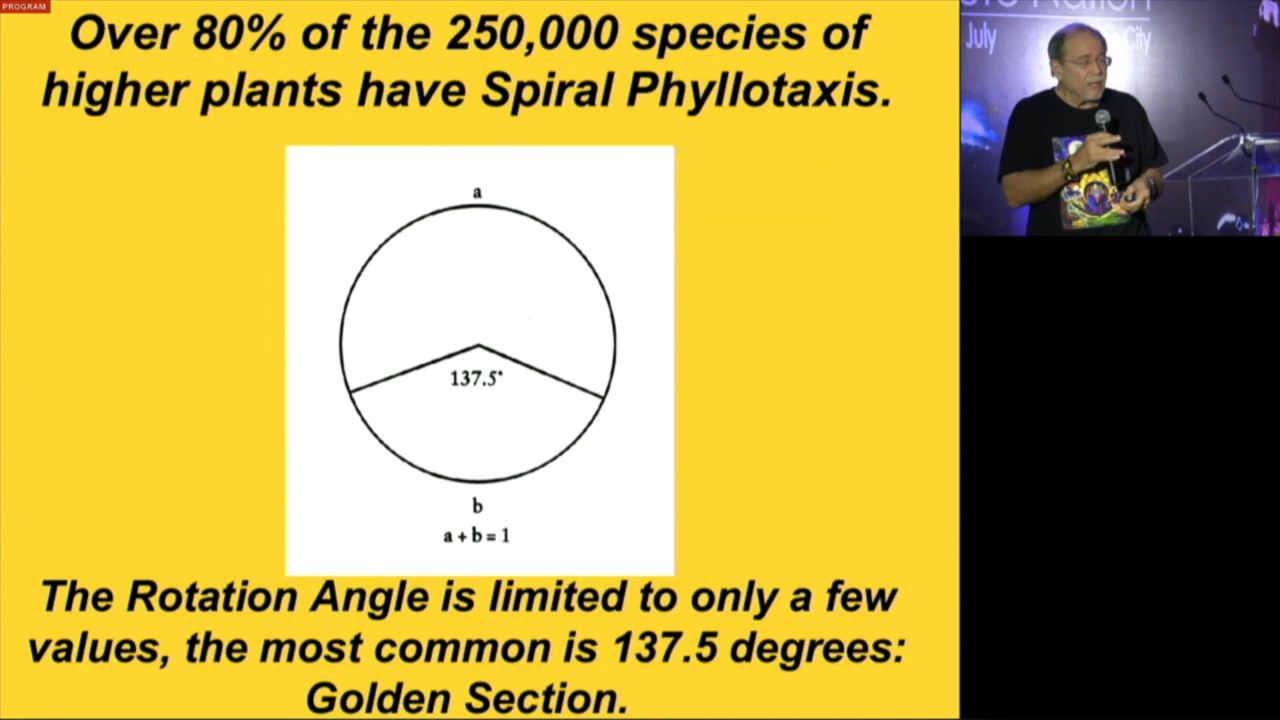 PROGRAM
Over 80% of the 250,000 species of
higher plants have Spiral Phyllotaxis.
a
137.5°
b
a + b = 1
The Rotation Angle is limited to only a few
values, the most common is 137.5 degrees:
Golden Section.
July
City